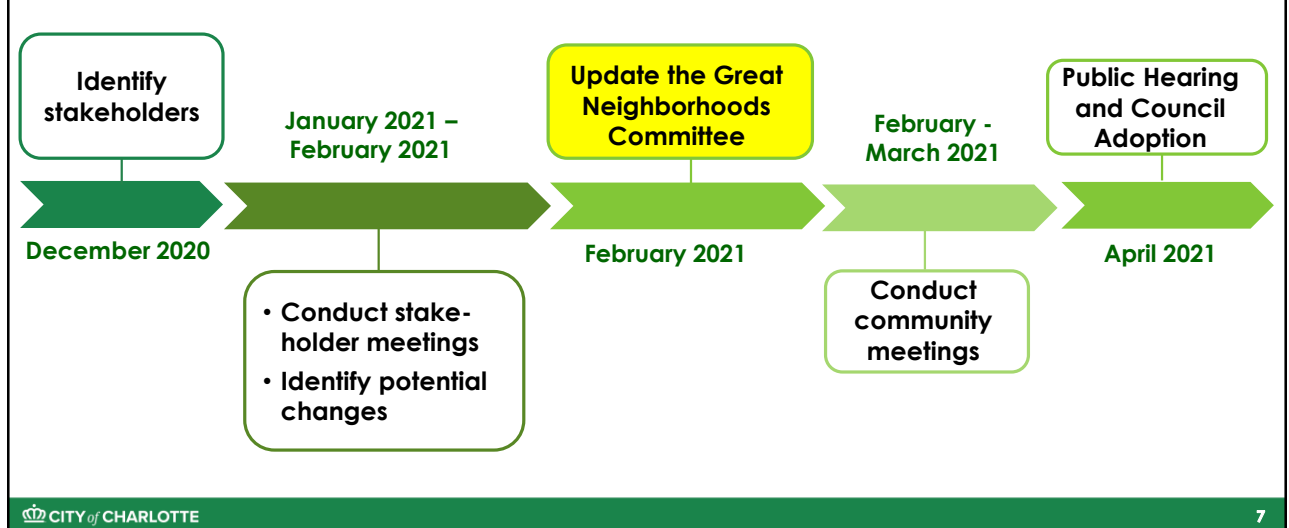 Identify
stakeholders
December 2020
January 2021 –
February 2021
• Conduct stake-
holder meetings
• Identify potential
changes
Update the Great
Neighborhoods
Committee
February 2021
February -
March 2021
Conduct
community
meetings
Public Hearing
and Council
Adoption
April 2021
CITY of CHARLOTTE
7